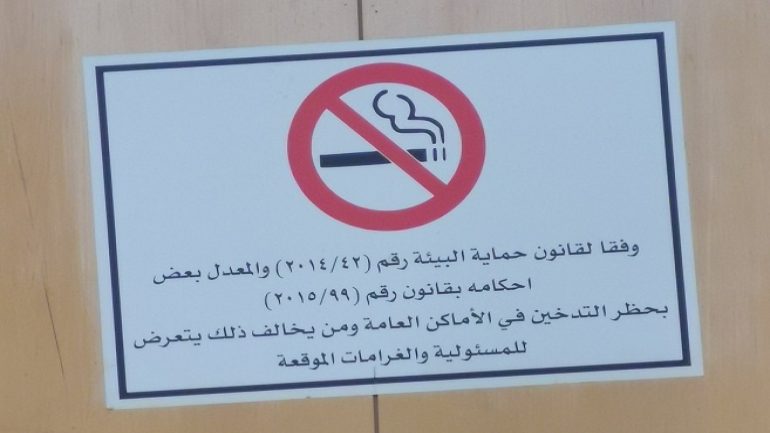 وفقا لقانون حماية البيئة رقم (٢٠١٤/٤٢) والمعدل بعض
احكامه بقانون رقم (٢٠١٥/٩٩)
بحظر التدخين في الأماكن العامة ومن يخالف ذلك يتعرض
للمسئولية والغرامات الموقعة